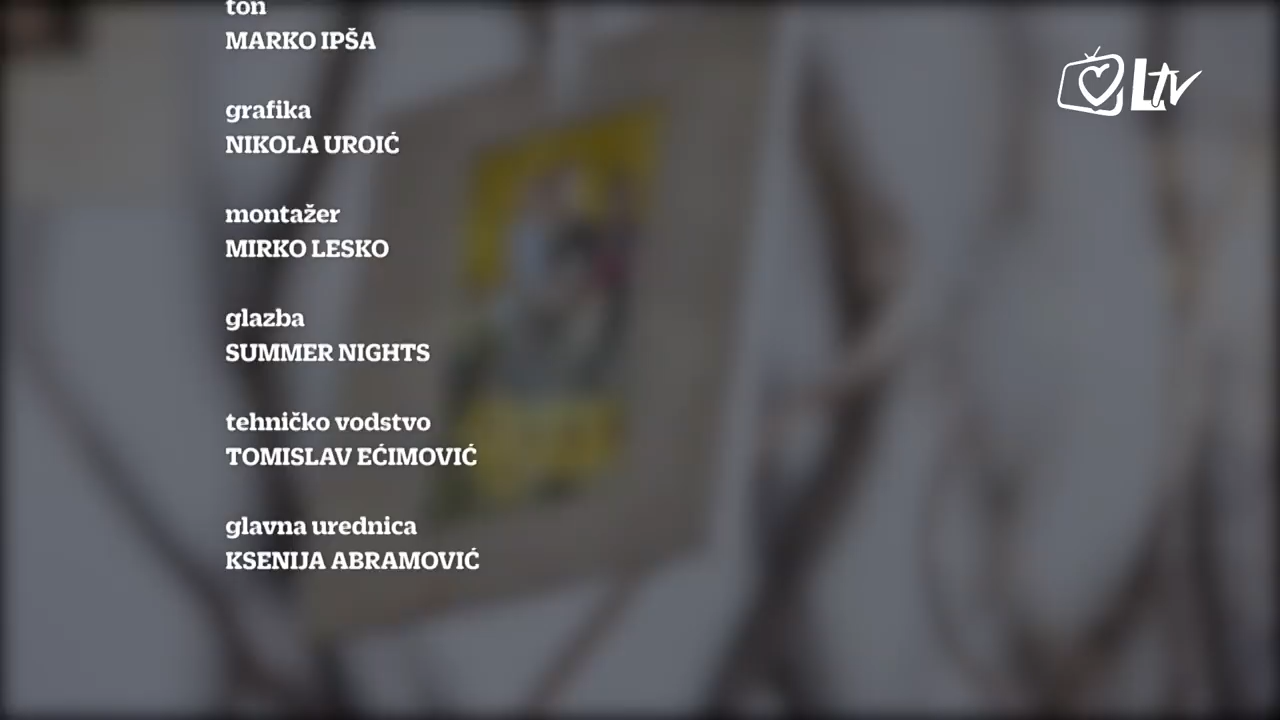 ton
MARKO IPŠA
grafika
NIKOLA UROIĆ
montažer
MIRKO LESKO
glazba
SUMMER NIGHTS
tehničko vodstvo
TOMISLAV EĆIMOVIĆ
glavna urednica
KSENIJA ABRAMOVIĆ
LTV